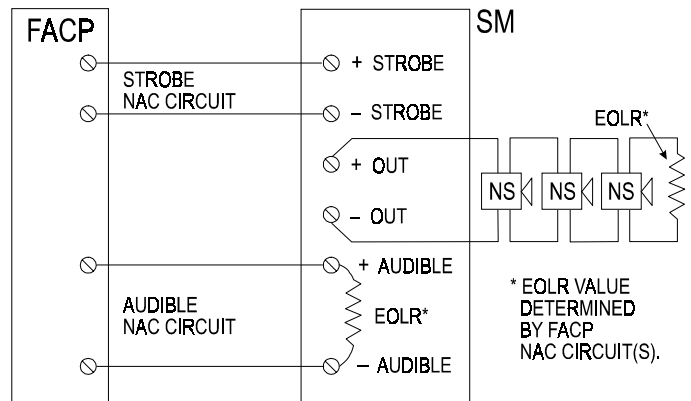 FACP
SM
STROBE
NAC CIRCUIT
+ STROBE
– STROBE
+ OUT
– OUT
EOLR*
NS
NS
NS
AUDIBLE
NAC CIRCUIT
+ AUDIBLE
EOLR*
– AUDIBLE
* EOLR VALUE
DETERMINED
BY FACP
NAC CIRCUIT(S).